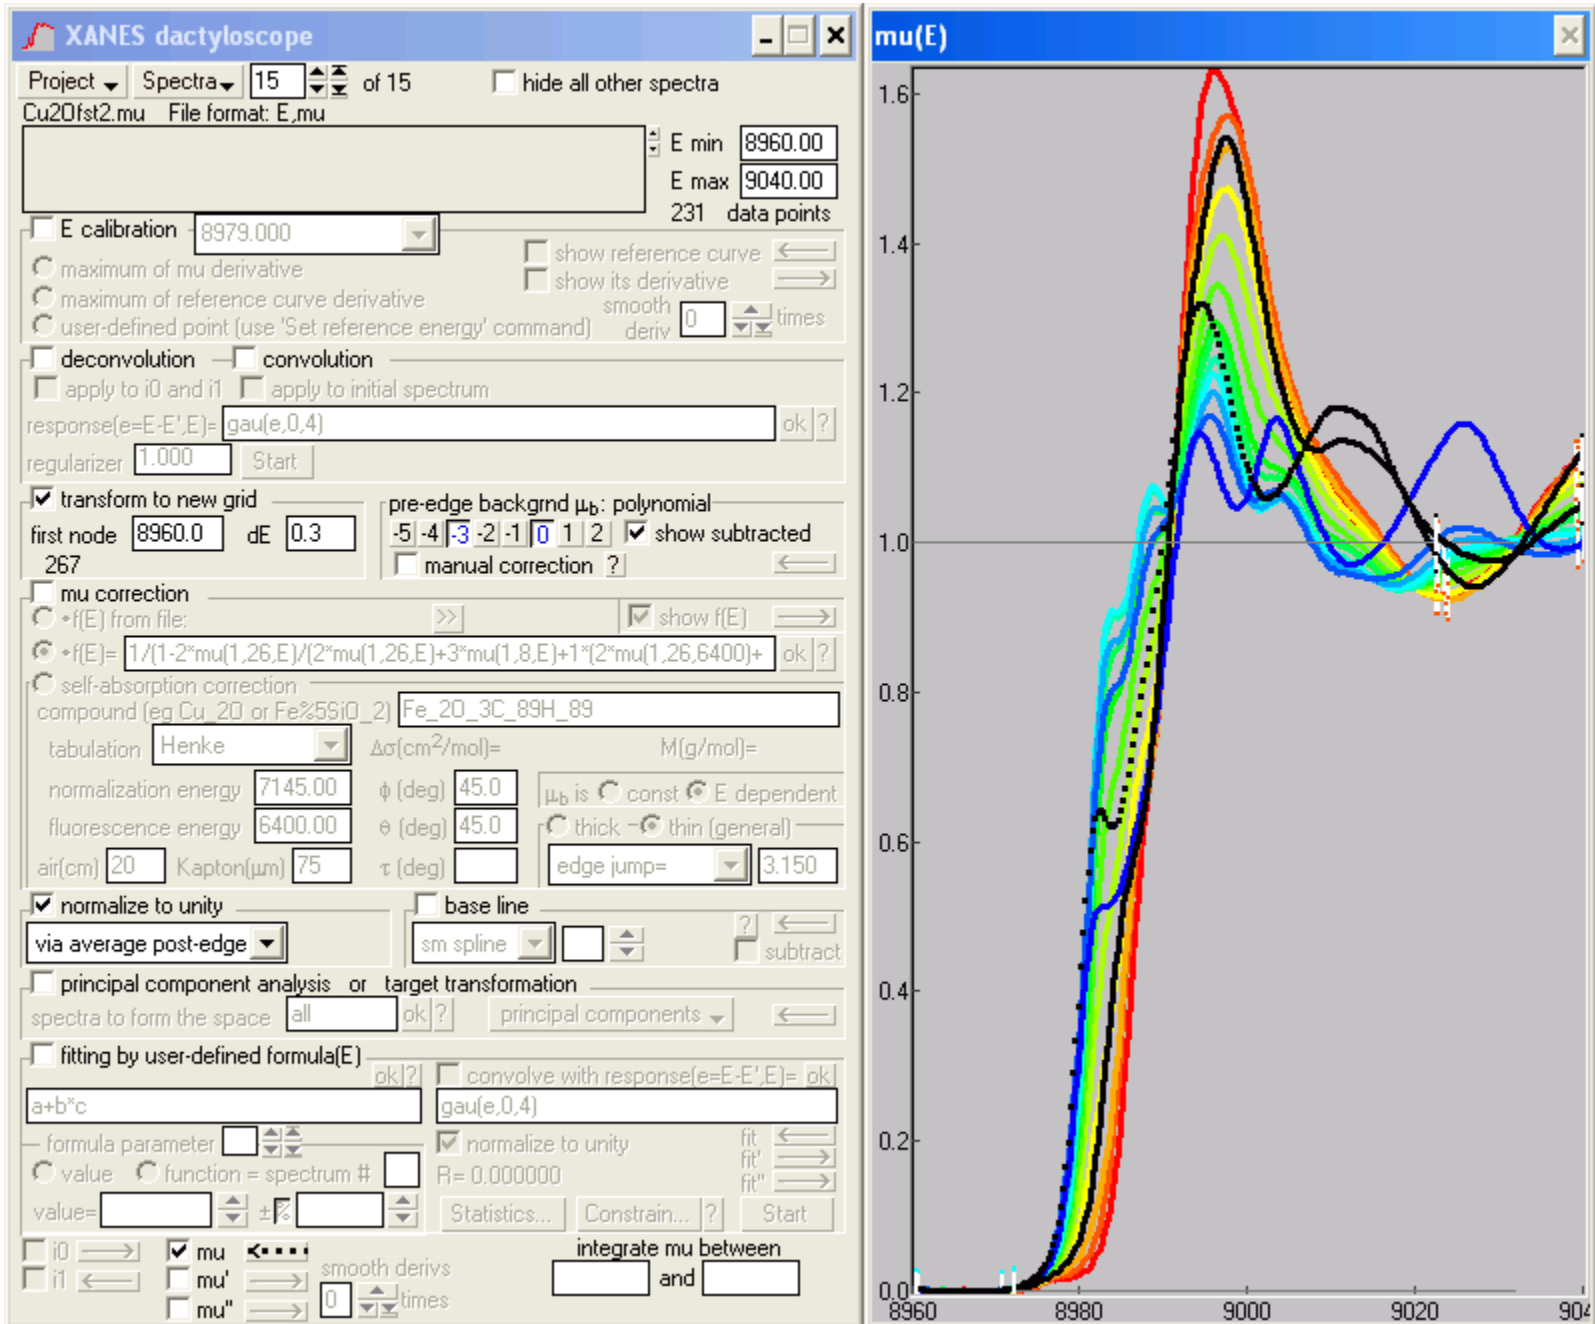 XANES dactyloscope
Project Spectra 15 of 15 hide all other spectra
Cu2Ofst2.mu File format: E,mu
E min 8960.00
E max 9040.00
231 data points
E calibration 8979.000
show reference curve
maximum of mu derivative
show its derivative
maximum of reference curve derivative
smooth deriv 0 times
user-defined point (use 'Set reference energy' command)
deconvolution convolution
apply to i0 and i1 apply to initial spectrum
response(e=E-E',E)= gau(e,0,4) ok ?
regularizer 1.000 Start
transform to new grid
first node 8960.0 dE 0.3
267
pre-edge backgrnd μb: polynomial
-5 -4 -3 -2 -1 0 1 2 show subtracted
manual correction ?
mu correction
*f(E) from file: >> show f(E)
*f(E)= 1/(1-2*mu(1,26,E)/(2*mu(1,26,E)+3*mu(1,8,E)+1*(2*mu(1,26,6400)+ ok ?
self-absorption correction
compound (eg Cu_2O or Fe%5SiO_2) Fe_2O_3C_89H_89
tabulation Henke Δσ(cm2/mol)= M(g/mol)=
normalization energy 7145.00 ϕ (deg) 45.0 μb is const E dependent
fluorescence energy 6400.00 θ (deg) 45.0 thick thin (general)
air(cm) 20 Kapton(μm) 75 τ (deg) edge jump= 3.150
normalize to unity base line
via average post-edge sm spline ? subtract
principal component analysis or target transformation
spectra to form the space all ok ? principal components
fitting by user-defined formula(E)
ok ? convolve with response(e=E-E',E)= ok
a+b*c gau(e,0,4)
formula parameter normalize to unity fit
value function = spectrum # R= 0.000000 fit'
fit''
value= ±% Statistics... Constrain... ? Start
i0 mu smooth derivs integrate mu between
i1 mu' 0 times and
mu''
mu(E)
1.6
1.4
1.2
1.0
0.8
0.6
0.4
0.2
0.0
8960 8980 9000 9020 904